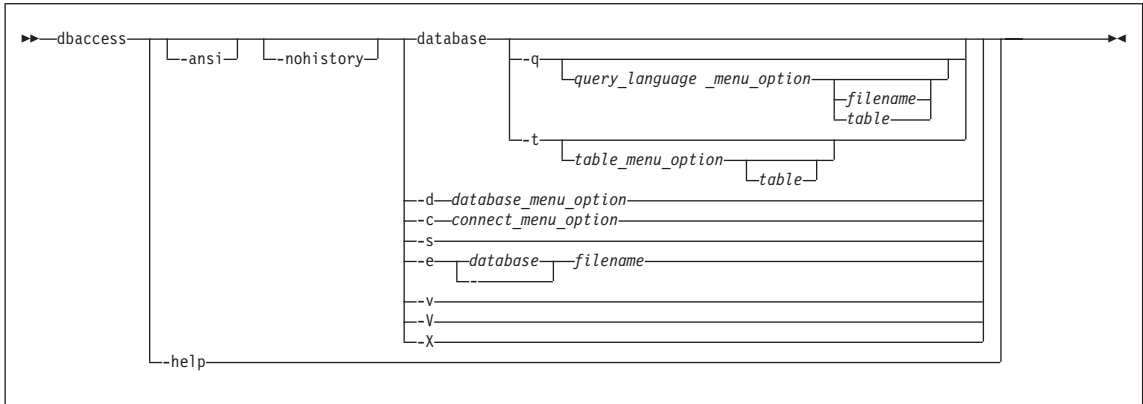 dbaccess database
-ansi -nohistory -q
query_language _menu_option
filename
table
-t
table_menu_option
table
-d database_menu_option
-c connect_menu_option
-s
-e database filename
-
-v
-V
-X
-help